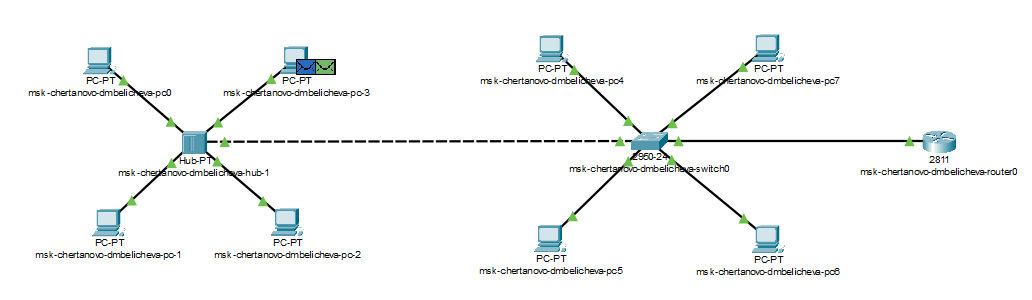 PC-PT
msk-chertanovo-dmbelicheva-pc0
PC-PT
msk-chertanovo-dmbelicheva-pc-3
PC-PT
msk-chertanovo-dmbelicheva-pc4
PC-PT
msk-chertanovo-dmbelicheva-pc7
Hub-PT
msk-chertanovo-dmbelicheva-hub-1
2950-24
msk-chertanovo-dmbelicheva-switch0
2811
msk-chertanovo-dmbelicheva-router0
PC-PT
msk-chertanovo-dmbelicheva-pc-1
PC-PT
msk-chertanovo-dmbelicheva-pc-2
PC-PT
msk-chertanovo-dmbelicheva-pc5
PC-PT
msk-chertanovo-dmbelicheva-pc6